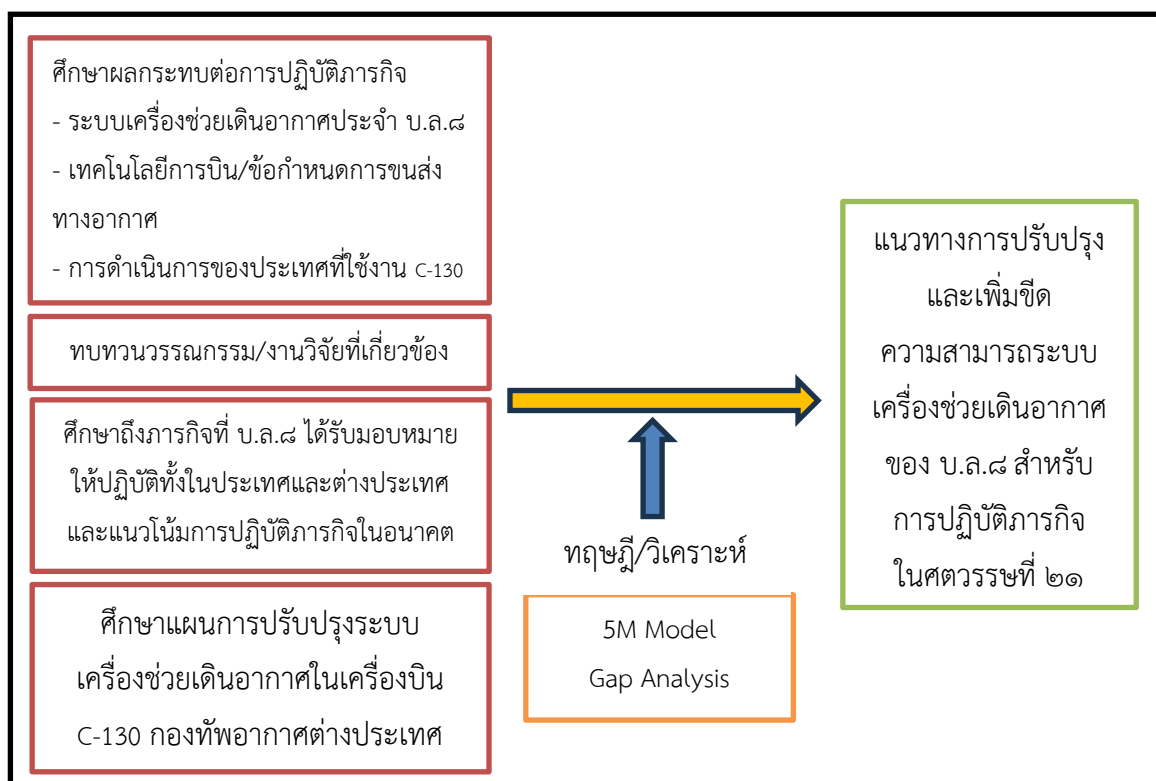 ศึกษาผลกระทบต่อการปฏิบัติภารกิจ
- ระบบเครื่องช่วยเดินอากาศประจำ บ.ล.๘
- เทคโนโลยีการบิน/ข้อกำหนดการขนส่ง
ทางอากาศ
- การดำเนินการของประเทศที่ใช้งาน C-130
ทบทวนวรรณกรรม/งานวิจัยที่เกี่ยวข้อง
ศึกษาถึงภารกิจที่ บ.ล.๘ ได้รับมอบหมาย
ให้ปฏิบัติทั้งในประเทศและต่างประเทศ
และแนวโน้มการปฏิบัติภารกิจในอนาคต
ศึกษาแผนการปรับปรุงระบบ
เครื่องช่วยเดินอากาศในเครื่องบิน
C-130 กองทัพอากาศต่างประเทศ
ทฤษฎี/วิเคราะห์
5M Model
Gap Analysis
แนวทางการปรับปรุง
และเพิ่มขีด
ความสามารถระบบ
เครื่องช่วยเดินอากาศ
ของ บ.ล.๘ สำหรับ
การปฏิบัติภารกิจ
ในศตวรรษที่ ๒๑